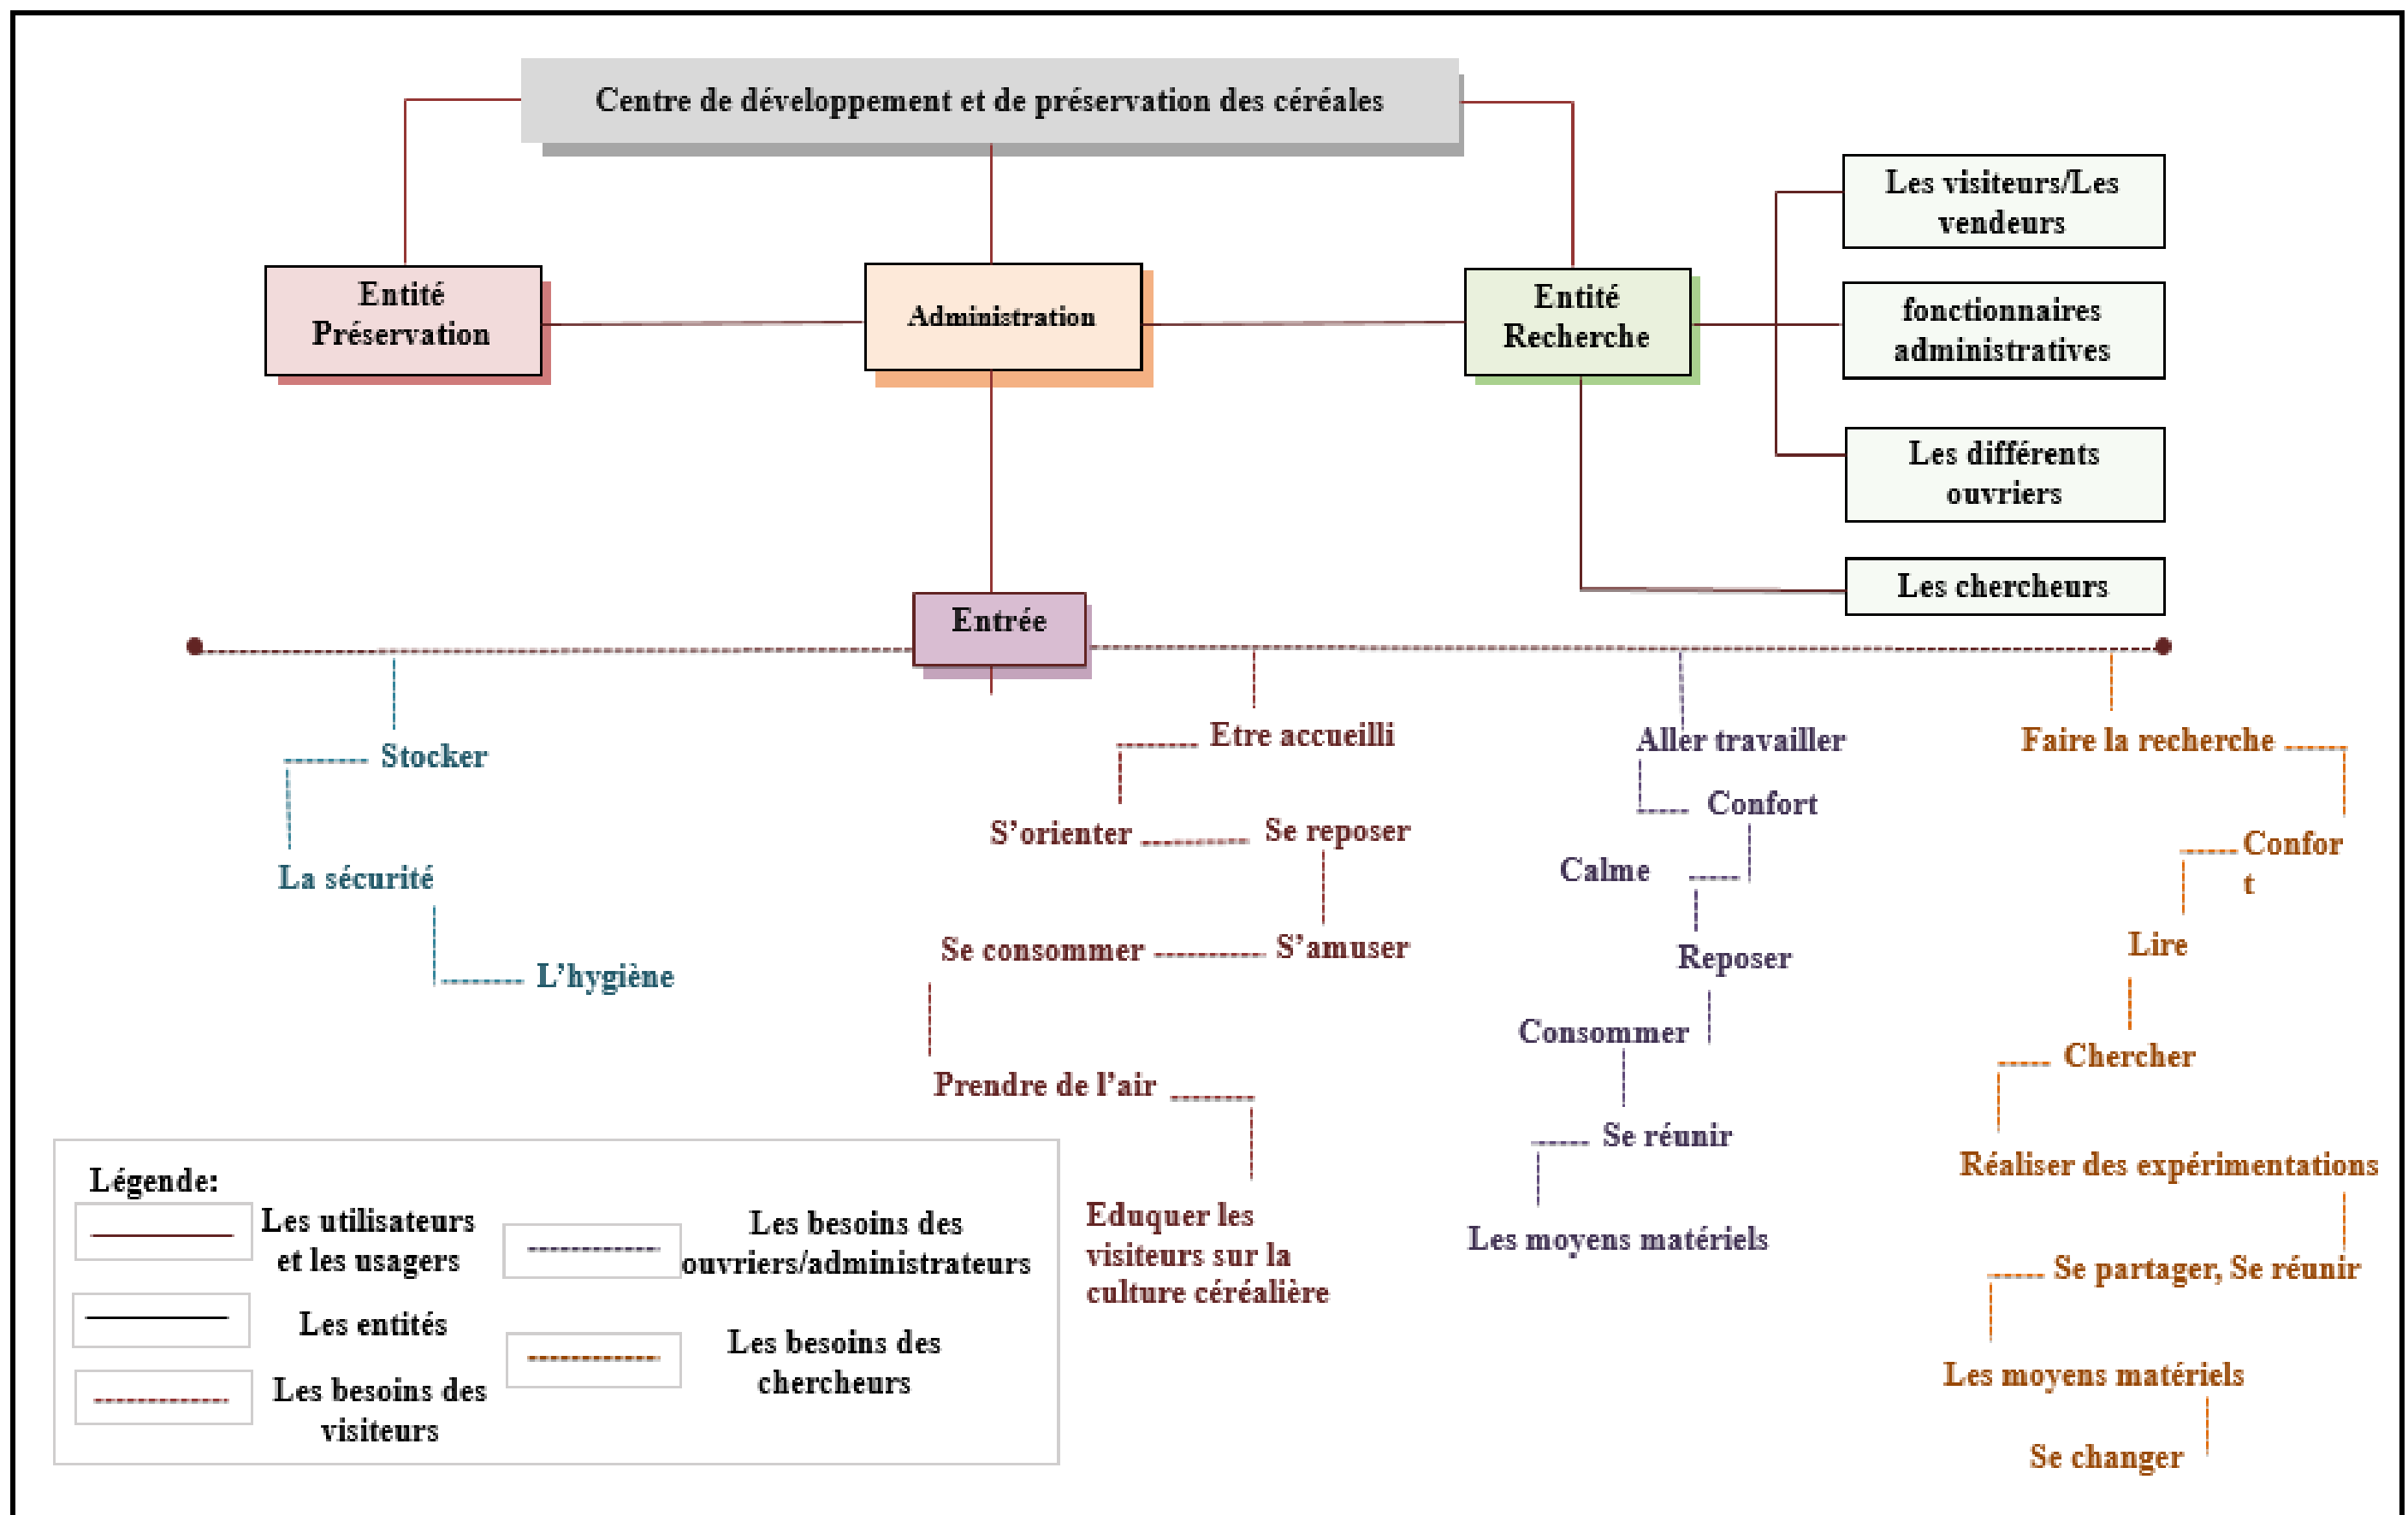 Centre de développement et de préservation des céréales
Entité
Préservation
Administration
Entité
Recherche
Les visiteurs/Les
vendeurs
fonctionnaires
administratives
Les différents
ouvriers
Les chercheurs
Entrée
Stocker
La sécurité
L’hygiène
Etre accueilli
S’orienter
Se reposer
S’amuser
Se consommer
Prendre de l’air
Eduquer les
visiteurs sur la
culture céréalière
Aller travailler
Confort
Calme
Reposer
Consommer
Se réunir
Les moyens matériels
Faire la recherche
Confor
t
Lire
Chercher
Réaliser des expérimentations
Se partager, Se réunir
Les moyens matériels
Se changer
Légende:
Les utilisateurs
et les usagers
Les entités
Les besoins des
visiteurs
Les besoins des
ouvriers/administrateurs
Les besoins des
chercheurs